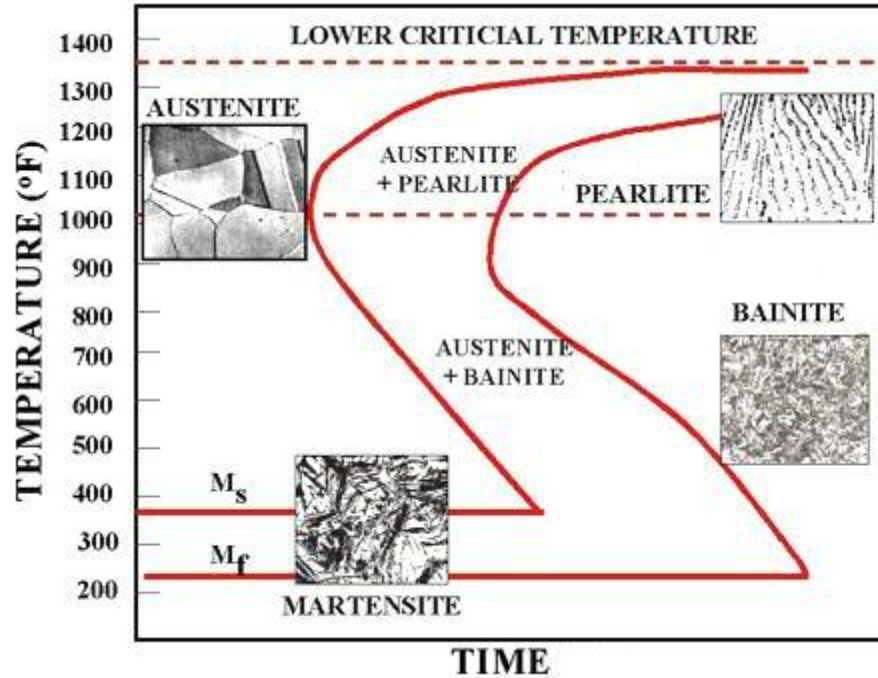 LOWER CRITICIAL TEMPERATURE
AUSTENITE
AUSTENITE
+ PEARLITE
PEARLITE
BAINITE
AUSTENITE
+ BAINITE
Ms
Mf
MARTENSITE
1400
1300
1200
1100
1000
900
800
700
600
500
400
300
200
TEMPERATURE (°F)
TIME